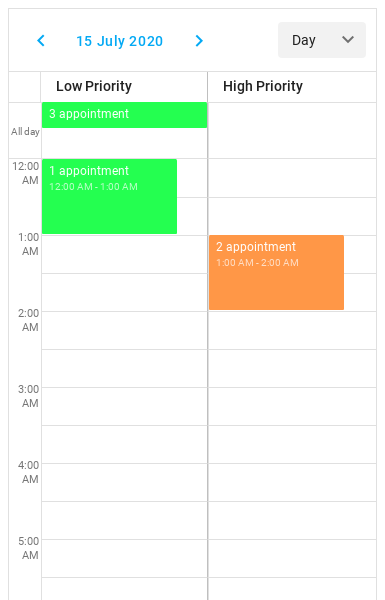 15 July 2020
Day
Low Priority
High Priority
All day
3 appointment
12:00
AM
1 appointment
12:00 AM - 1:00 AM
1:00
AM
2 appointment
1:00 AM - 2:00 AM
2:00
AM
3:00
AM
4:00
AM
5:00
AM